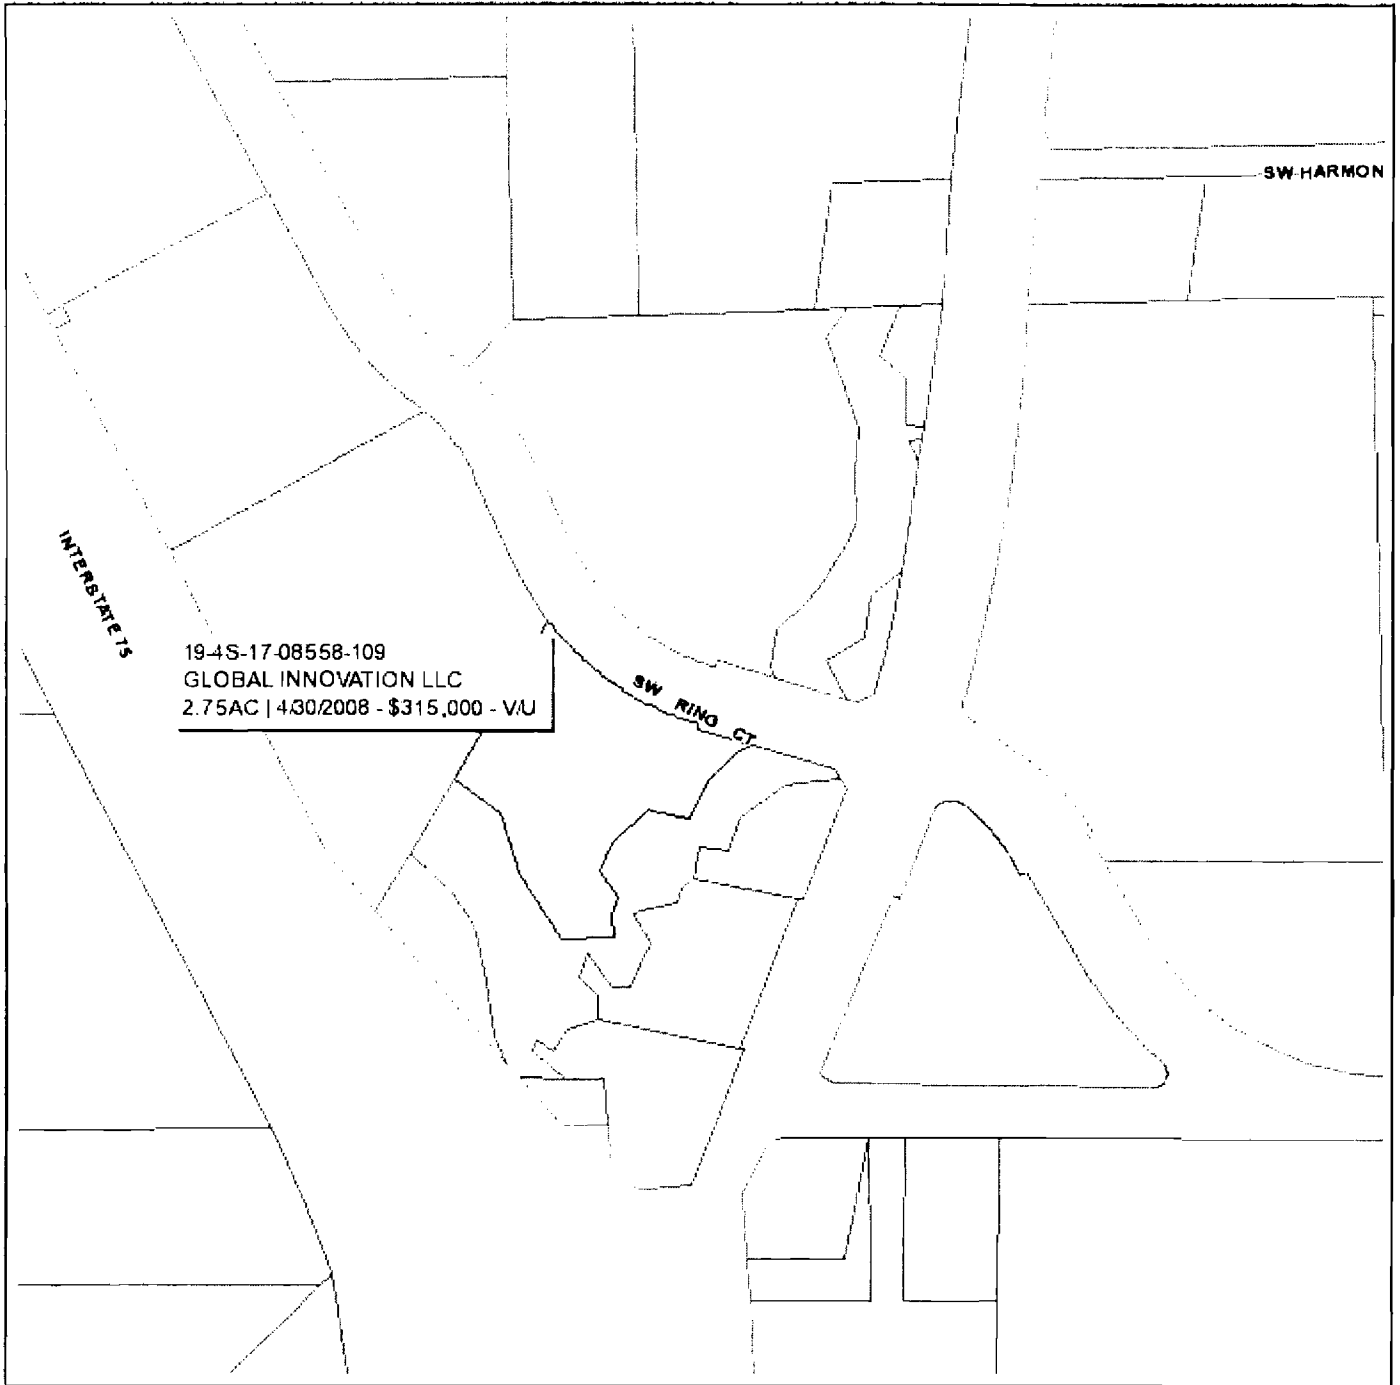 SW HARMON
INTERSTATE 75
19-4S-17-08558-109
GLOBAL INNOVATION LLC
2.75AC | 4/30/2008 - $315,000 - V/U
SW RING CT